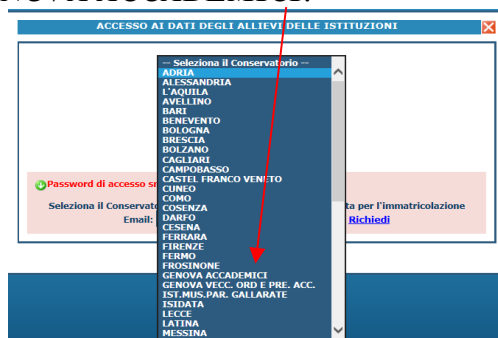 ACCESSO AI DATI DEGLI ALLIEVI DELLE ISTITUZIONI
-- Seleziona il Conservatorio --
ADRIA
ALESSANDRIA
L'AQUILA
AVELLINO
BARI
BENEVENTO
BOLOGNA
BRESCIA
BOLZANO
CAGLIARI
CAMPOBASSO
CASTEL FRANCO VENETO
CUNEO
COMO
COSENZA
DARFO
CESENA
FERRARA
FIRENZE
FERMO
FROSINONE
GENOVA ACCADEMICI
GENOVA VECC. ORD E PRE. ACC.
IST.MUS.PAR. GALLARATE
ISIDATA
LECCE
LATINA
MESSINA
Password di accesso
Seleziona il Conservato ta per l'immatricolazione
Email: Richiedi